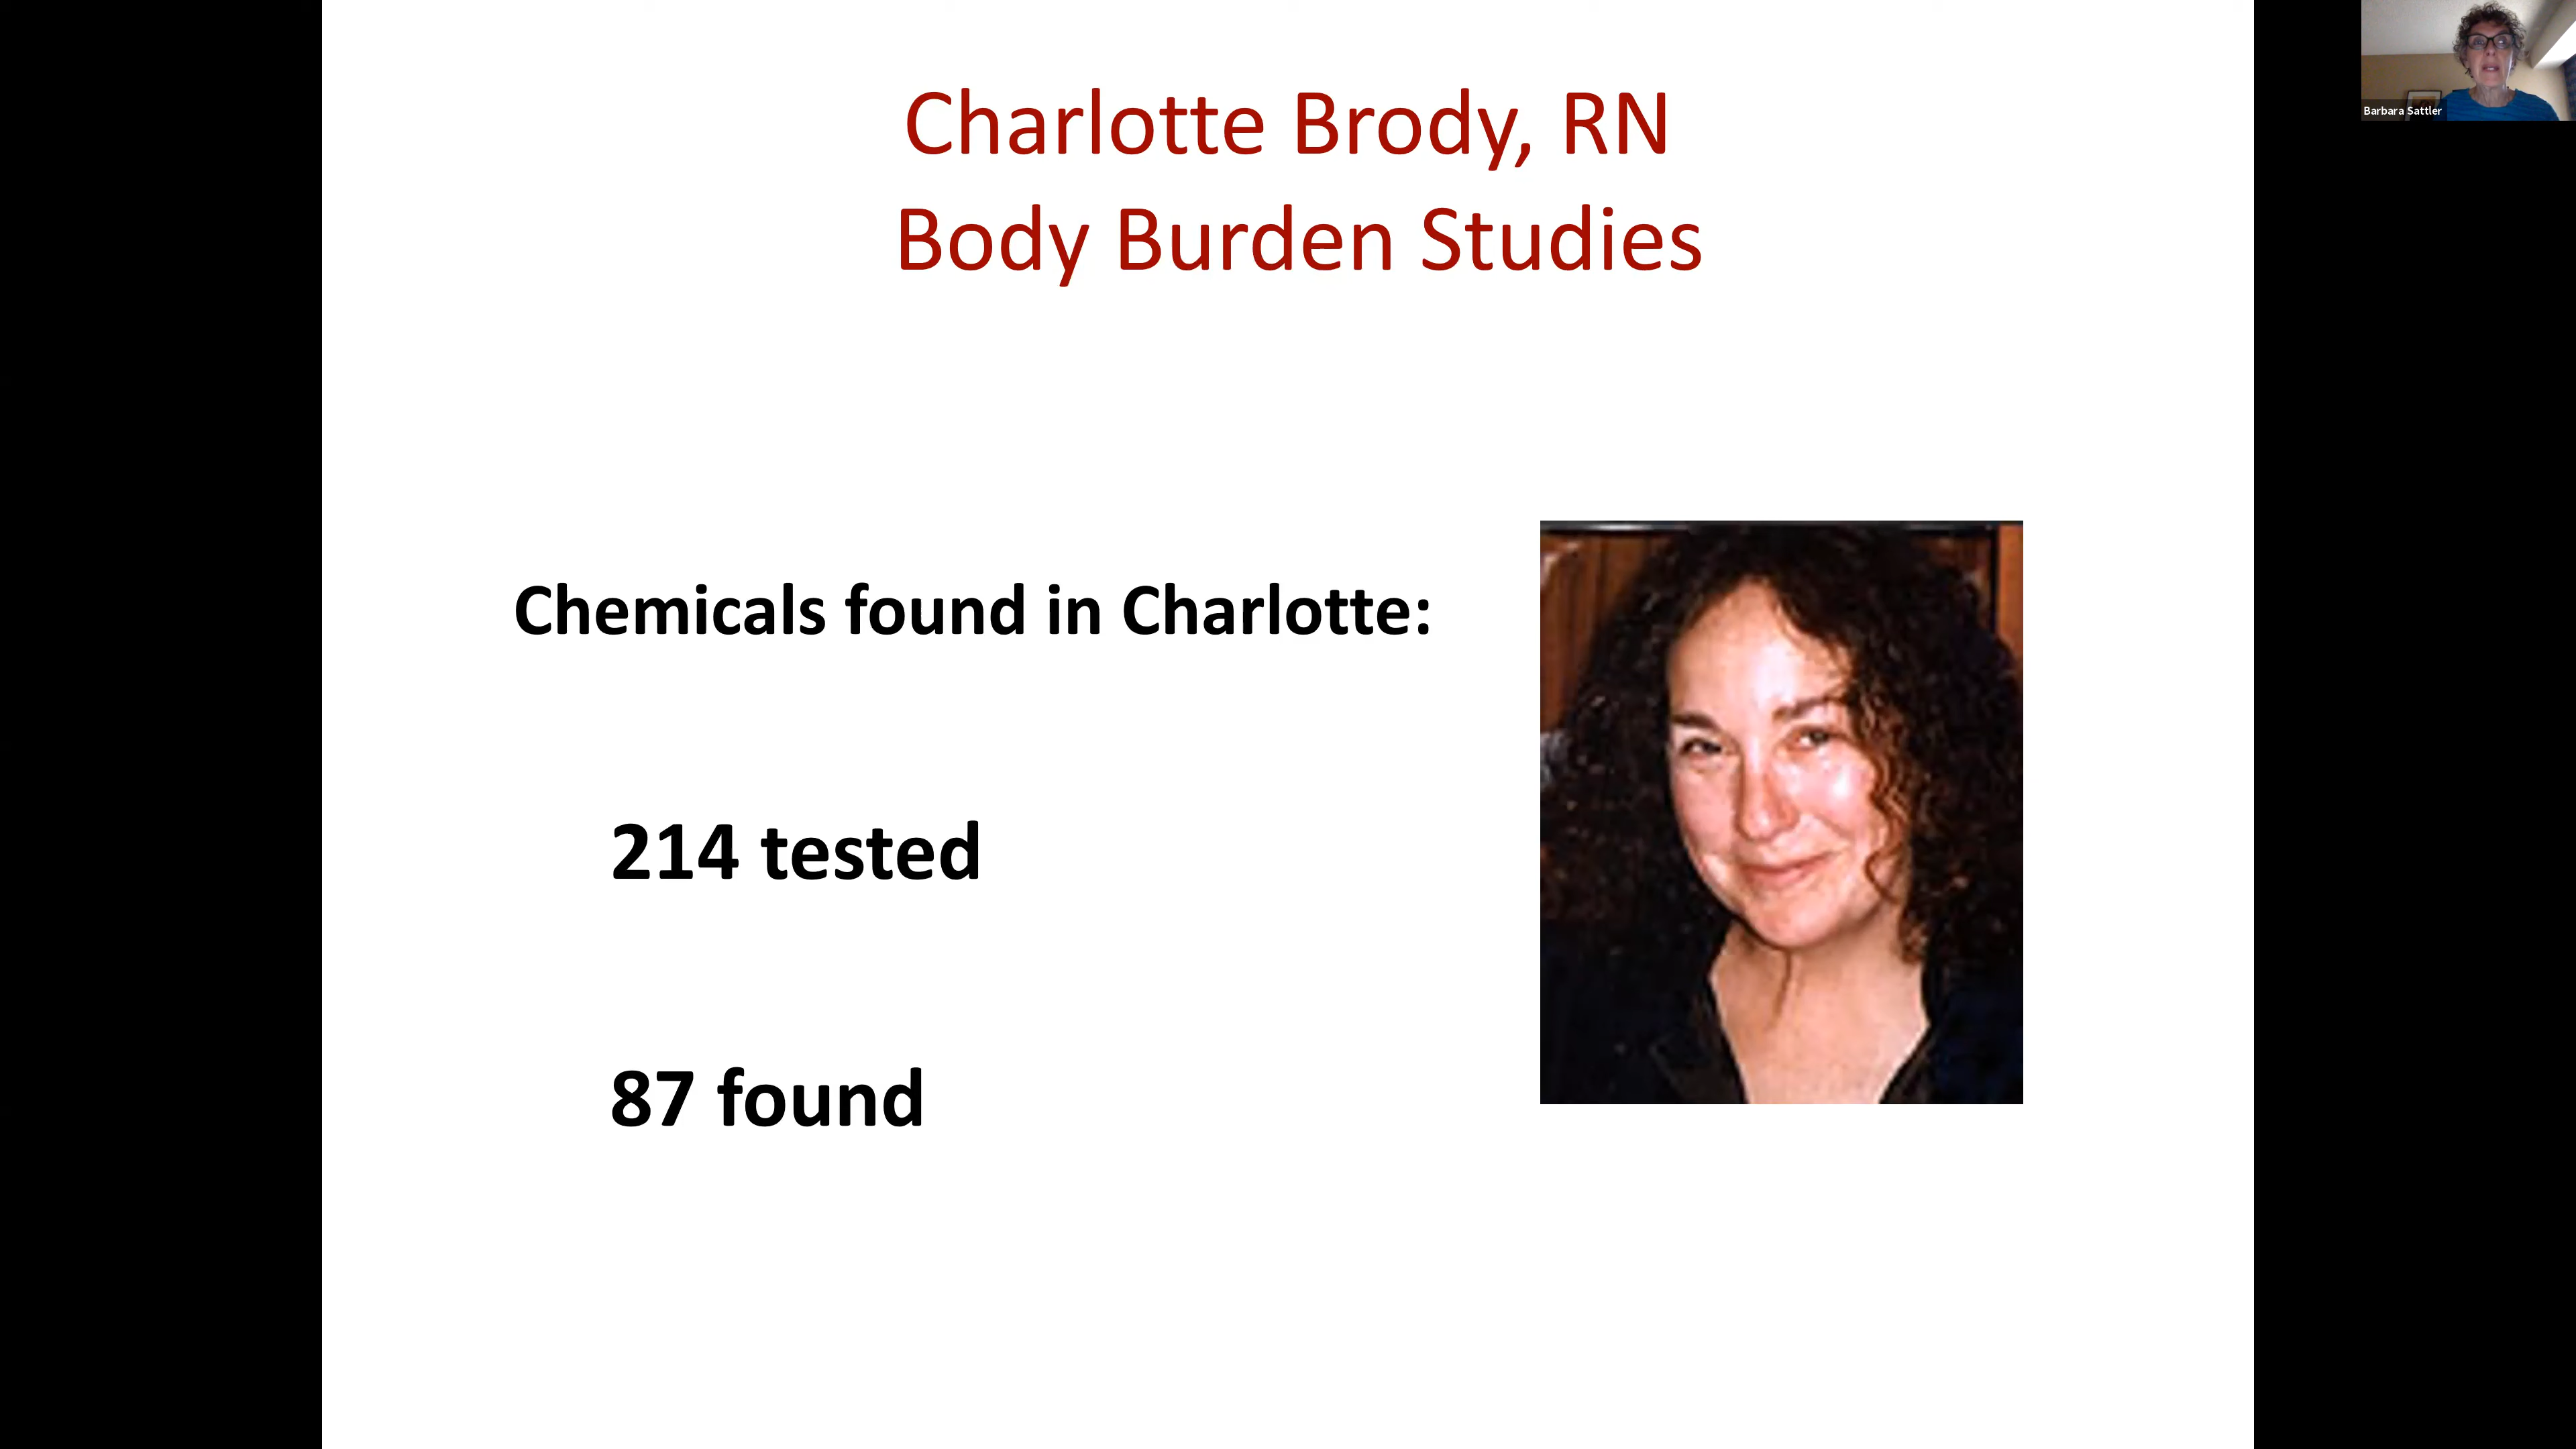 Charlotte Brody, RN
Body Burden Studies
Chemicals found in Charlotte:
214 tested
87 found
Barbara Sattler